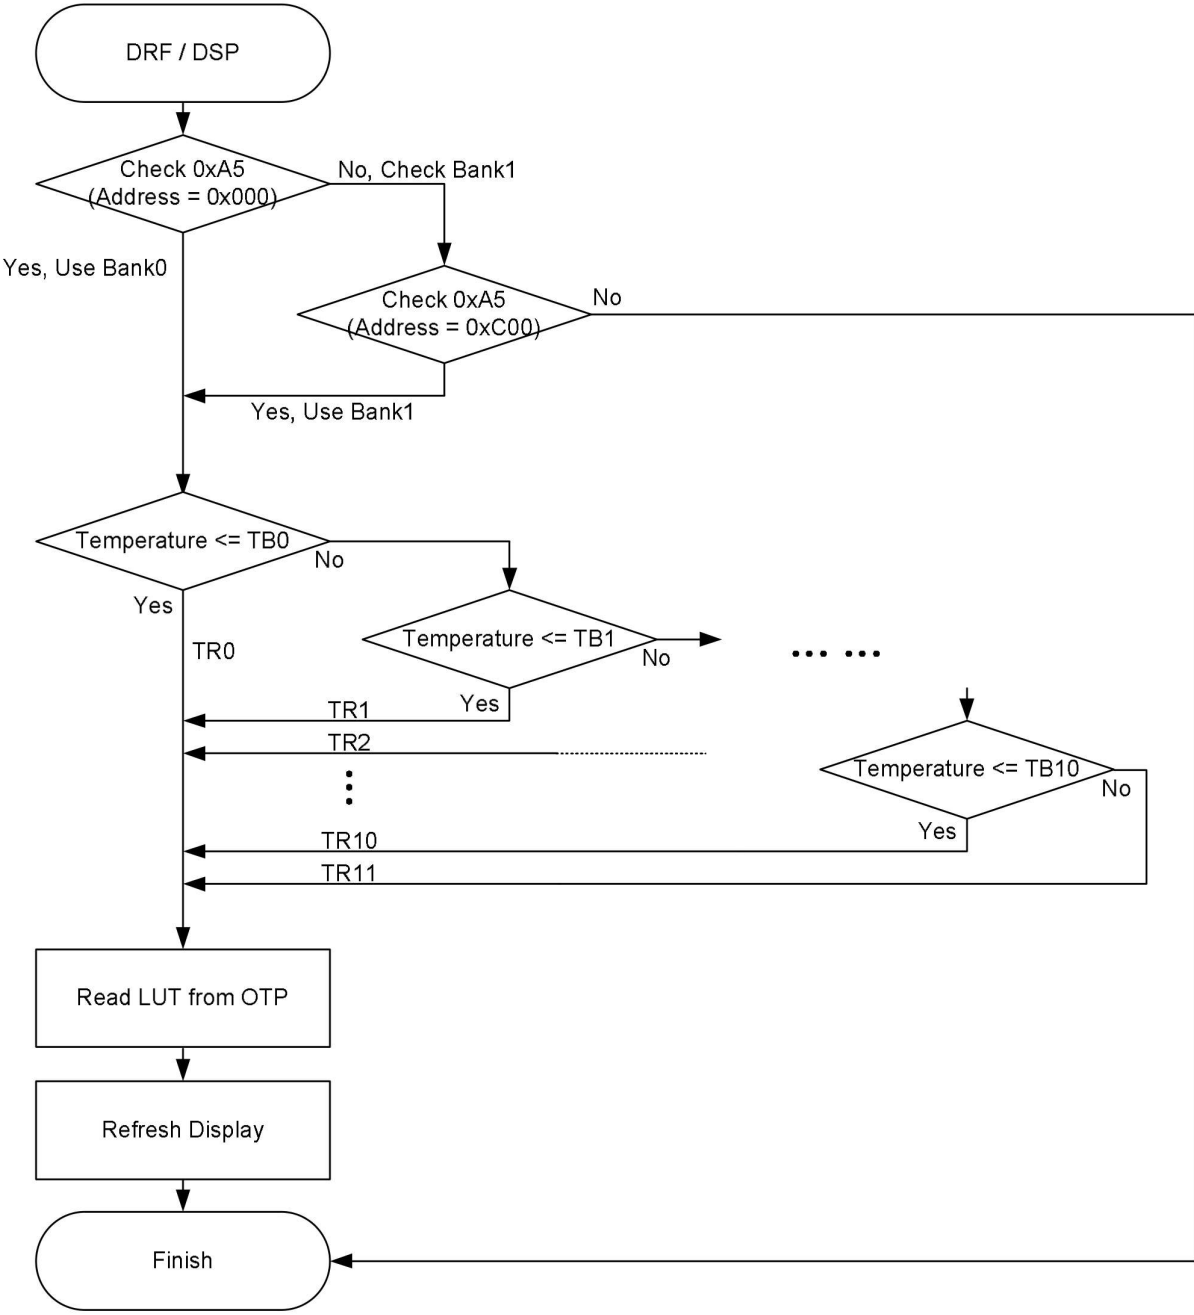 DRF / DSP
Check 0xA5
(Address = 0x000)
No, Check Bank1
Yes, Use Bank0
Check 0xA5
(Address = 0xC00)
No
Yes, Use Bank1
Temperature <= TB0
No
Yes
TR0
Temperature <= TB1
No
Yes
... ...
TR1
TR2
Temperature <= TB10
No
Yes
TR10
TR11
Read LUT from OTP
Refresh Display
Finish